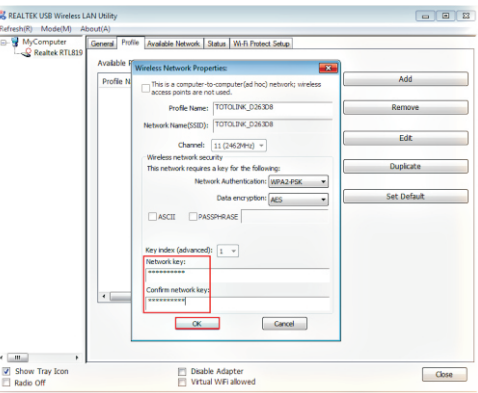 REALTEK USB Wireless LAN Utility
Refresh(R) Mode(M) About(A)
MyComputer
Realtek RTL819
General Profile Available Network Status Wi-Fi Protect Setup
Available
Profile N
Wireless Network Properties:
This is a computer-to-computer(ad hoc) network; wireless
access points are not used.
Profile Name: TOTOLINK_D263D8
Network Name(SSID): TOTOLINK_D263D8
Channel: 11 (2462MHz)
Wireless network security
This network requires a key for the following:
Network Authentication: WPA2-PSK
Data encryption: AES
ASCII PASSPHRASE
Key index (advanced): 1
Network key:
**********
Confirm network key:
**********
OK Cancel
Add
Remove
Edit
Duplicate
Set Default
Show Tray Icon
Radio Off
Disable Adapter
Virtual WiFi allowed
Close